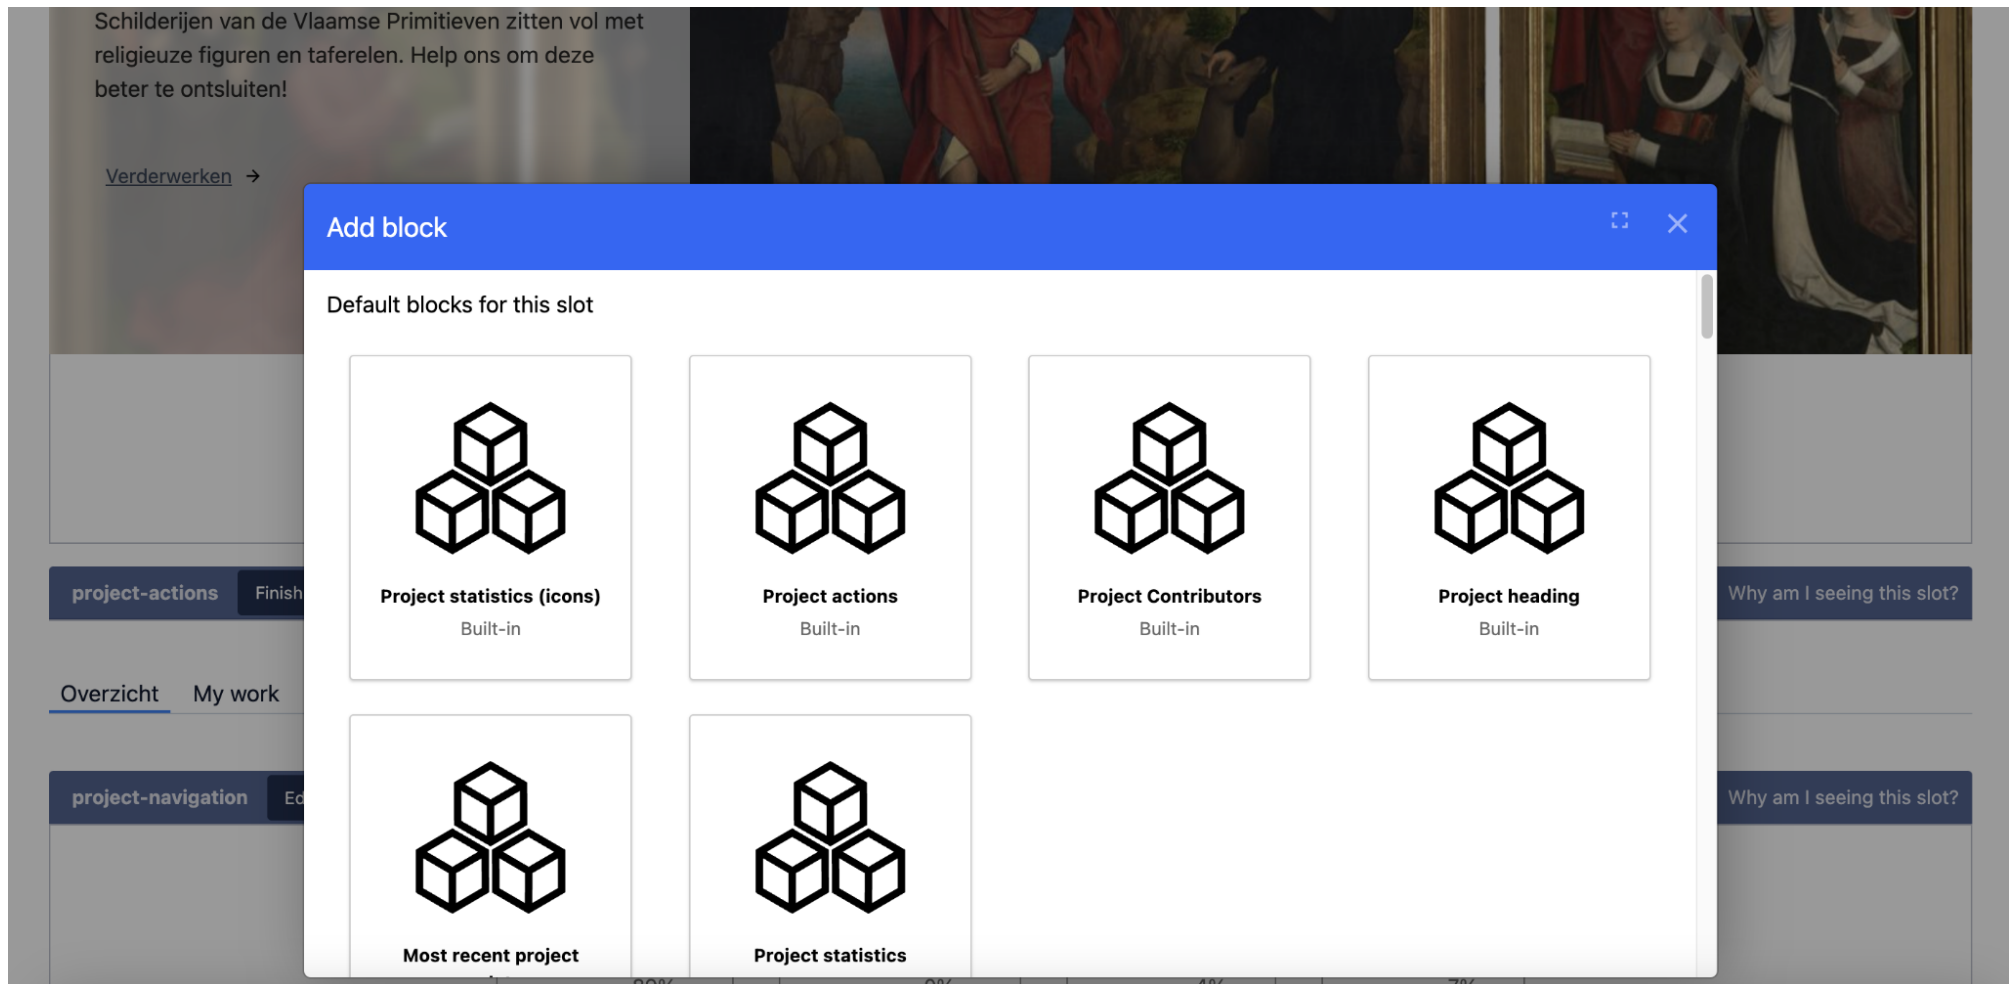 Schilderijen van de Vlaamse Primitieven zitten vol met
religieuze figuren en taferelen. Help ons om deze
beter te ontsluiten!
Verderwerken →
Add block
Default blocks for this slot
Project statistics (icons)
Built-in
Project actions
Built-in
Project Contributors
Built-in
Project heading
Built-in
project-actions
Finish
Why am I seeing this slot?
Overzicht
My work
project-navigation
Why am I seeing this slot?
Most recent project
Project statistics